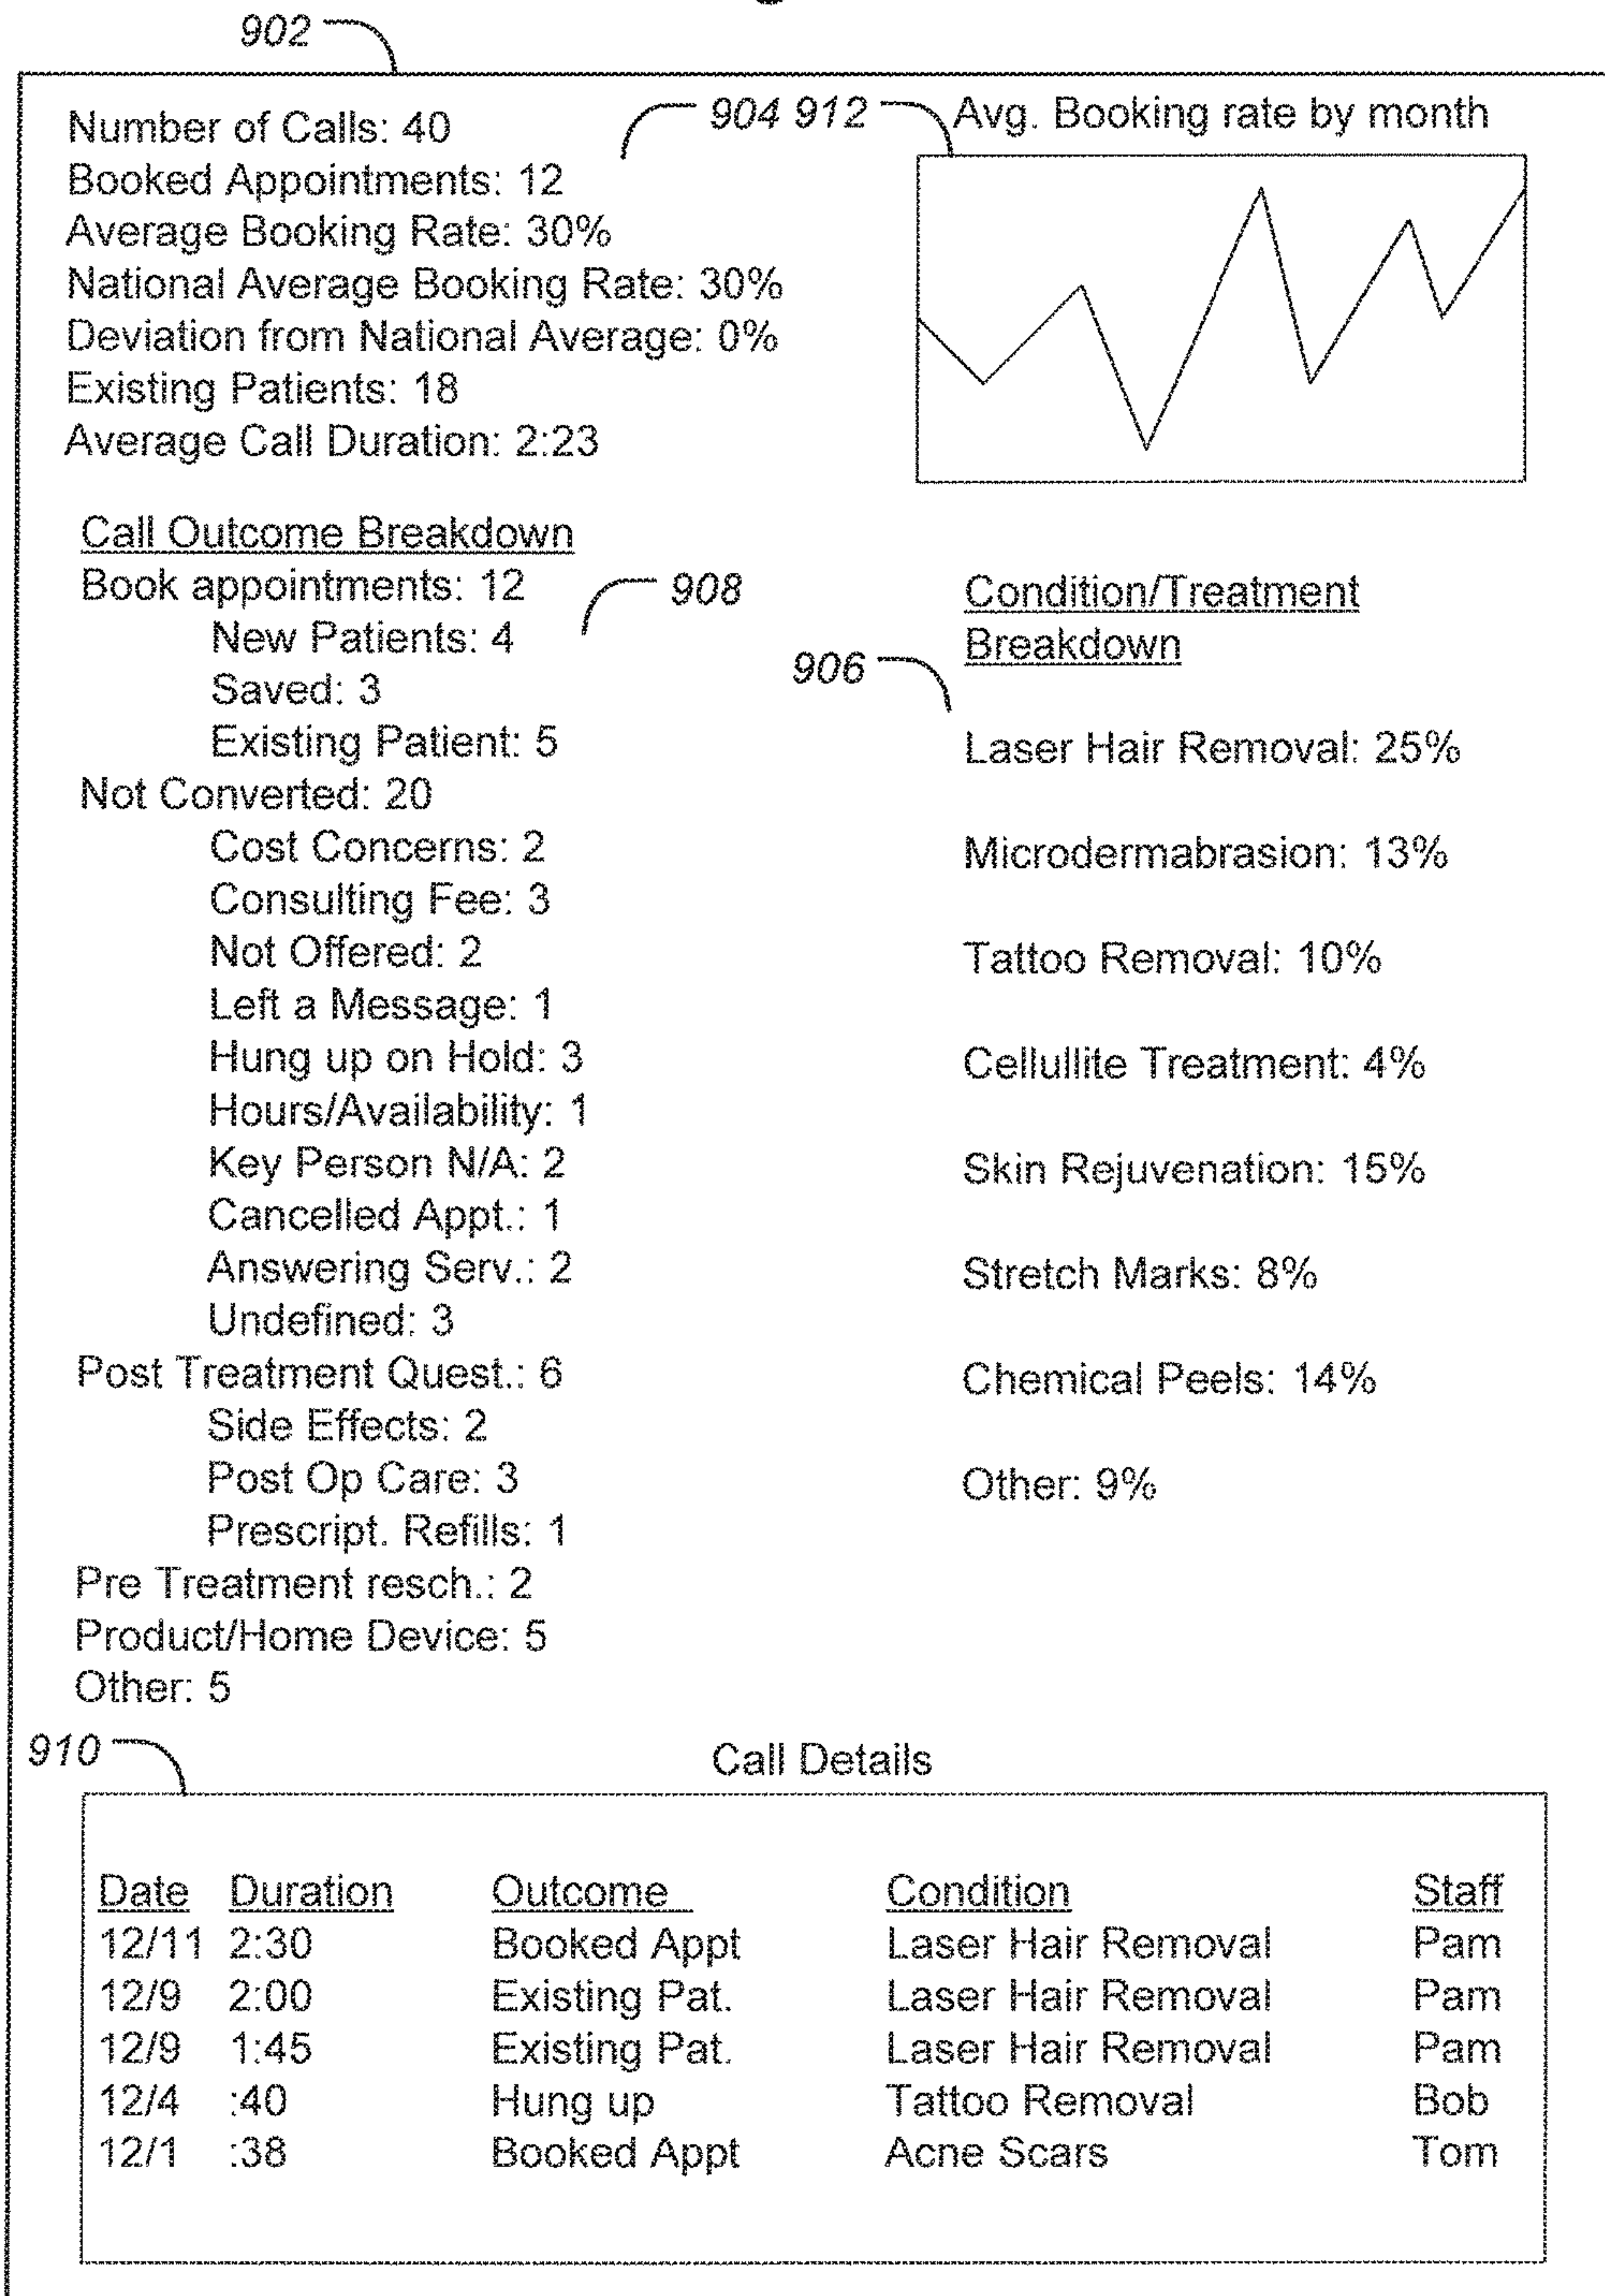 902
904 912
Number of Calls: 40
Booked Appointments: 12
Average Booking Rate: 30%
National Average Booking Rate: 30%
Deviation from National Average: 0%
Existing Patients: 18
Average Call Duration: 2:23
Avg. Booking rate by month
Call Outcome Breakdown
908
Book appointments: 12
New Patients: 4
Saved: 3
Existing Patient: 5
Not Converted: 20
Cost Concerns: 2
Consulting Fee: 3
Not Offered: 2
Left a Message: 1
Hung up on Hold: 3
Hours/Availability: 1
Key Person N/A: 2
Cancelled Appt.: 1
Answering Serv.: 2
Undefined: 3
Post Treatment Quest.: 6
Side Effects: 2
Post Op Care: 3
Prescript. Refills: 1
Pre Treatment resch.: 2
Product/Home Device: 5
Other: 5
Condition/Treatment
Breakdown
906
Laser Hair Removal: 25%
Microdermabrasion: 13%
Tattoo Removal: 10%
Cellullite Treatment: 4%
Skin Rejuvenation: 15%
Stretch Marks: 8%
Chemical Peels: 14%
Other: 9%
910
Call Details
Date Duration Outcome Condition Staff
12/11 2:30 Booked Appt Laser Hair Removal Pam
12/9 2:00 Existing Pat. Laser Hair Removal Pam
12/9 1:45 Existing Pat. Laser Hair Removal Pam
12/4 :40 Hung up Tattoo Removal Bob
12/1 :38 Booked Appt Acne Scars Tom